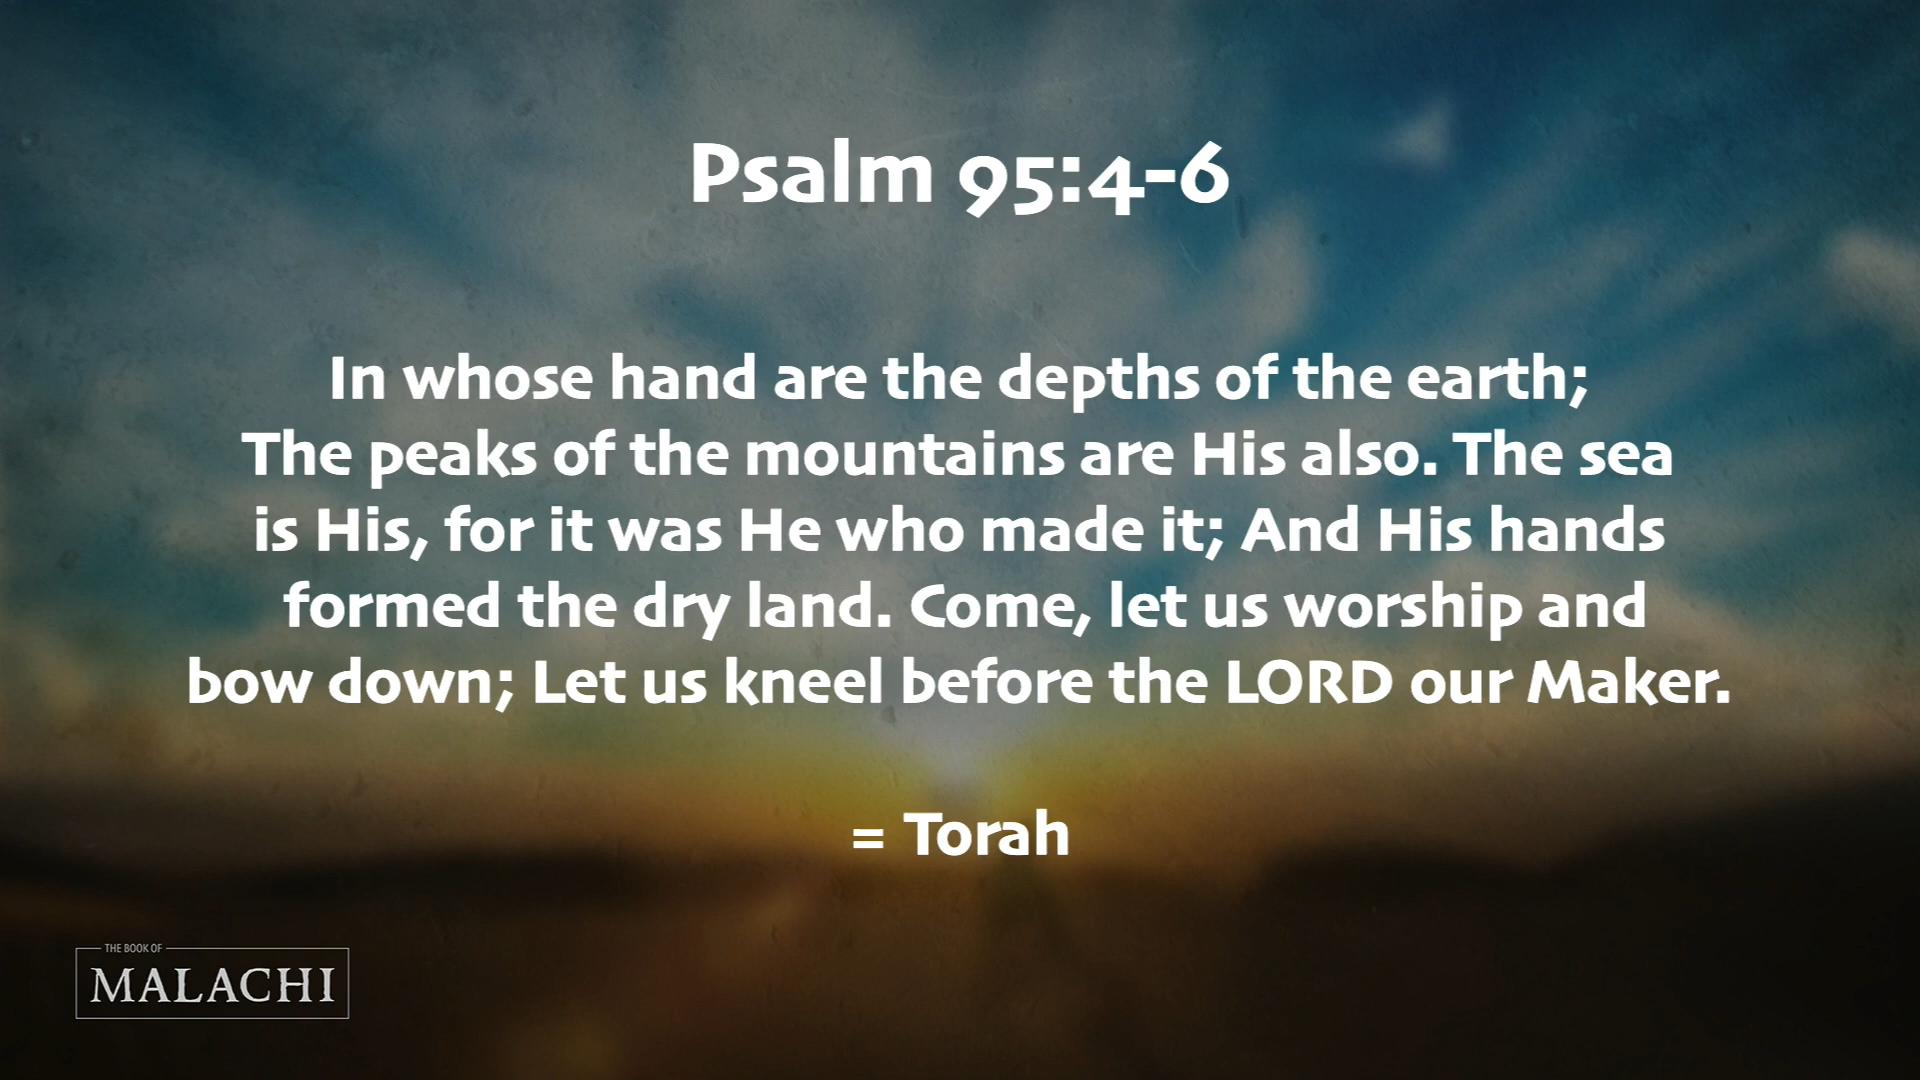 Psalm 95:4-6
In whose hand are the depths of the earth;
The peaks of the mountains are His also. The sea
is His, for it was He who made it; And His hands
formed the dry land. Come, let us worship and
bow down; Let us kneel before the LORD our Maker.
= Torah
THE BOOK OF
MALACHI